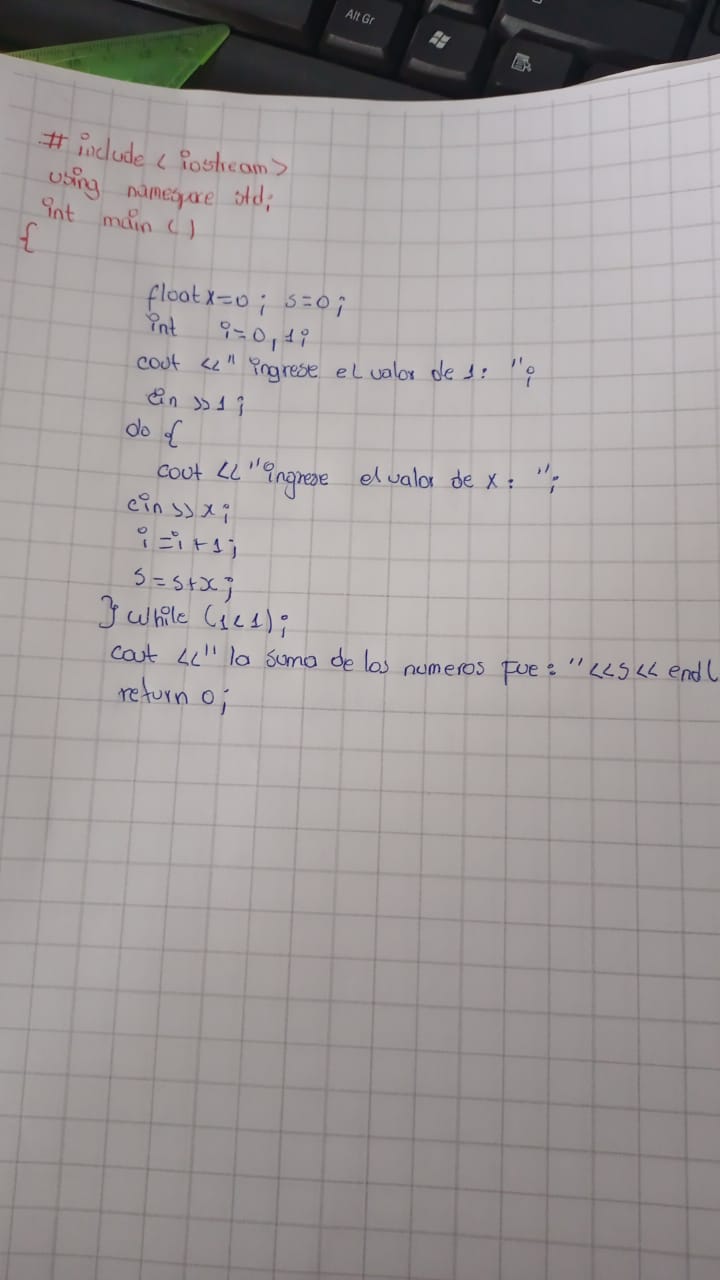 Alt Gr
# include < iostream>
using namespace std;
int main ( )
{
float x=0 ; s=0 ;
int i=0, 1;
cout <<" ingrese el valor de 1: ";
cin >>1 ;
do {
cout <<"ingrese el valor de x : ";
cin >> x;
i =i + 1;
s = s+x;
} while (1<1);
cout <<" la suma de los numeros fue : "<<s<< endl
return 0;